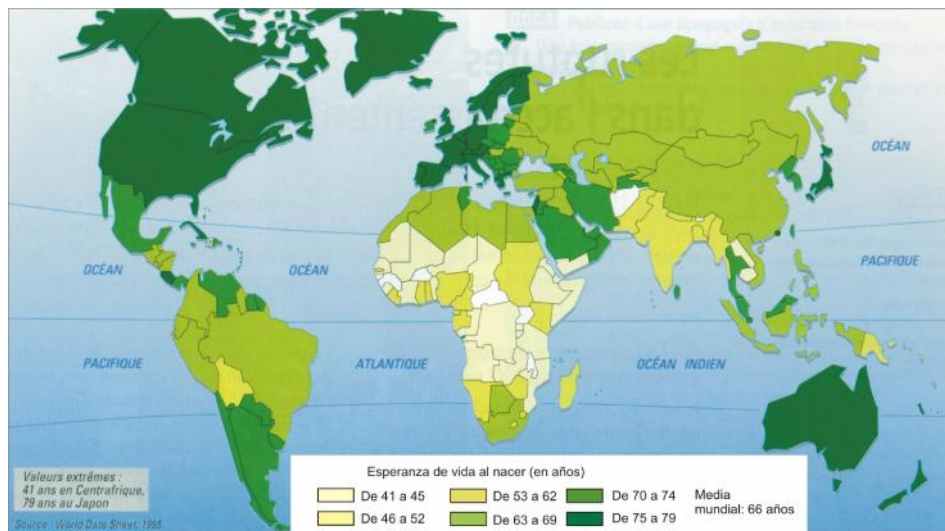 OCÉAN
OCÉAN
OCÉAN
PACIFIQUE
PACIFIQUE
ATLANTIQUE
OCÉAN INDIEN
Valeurs extrêmes :
41 ans en Centrafrique,
79 ans au Japon
Source : World Data Sheet, 1995.
Esperanza de vida al nacer (en años)
De 41 a 45
De 53 a 62
De 70 a 74
Media
mundial: 66 años
De 46 a 52
De 63 a 69
De 75 a 79